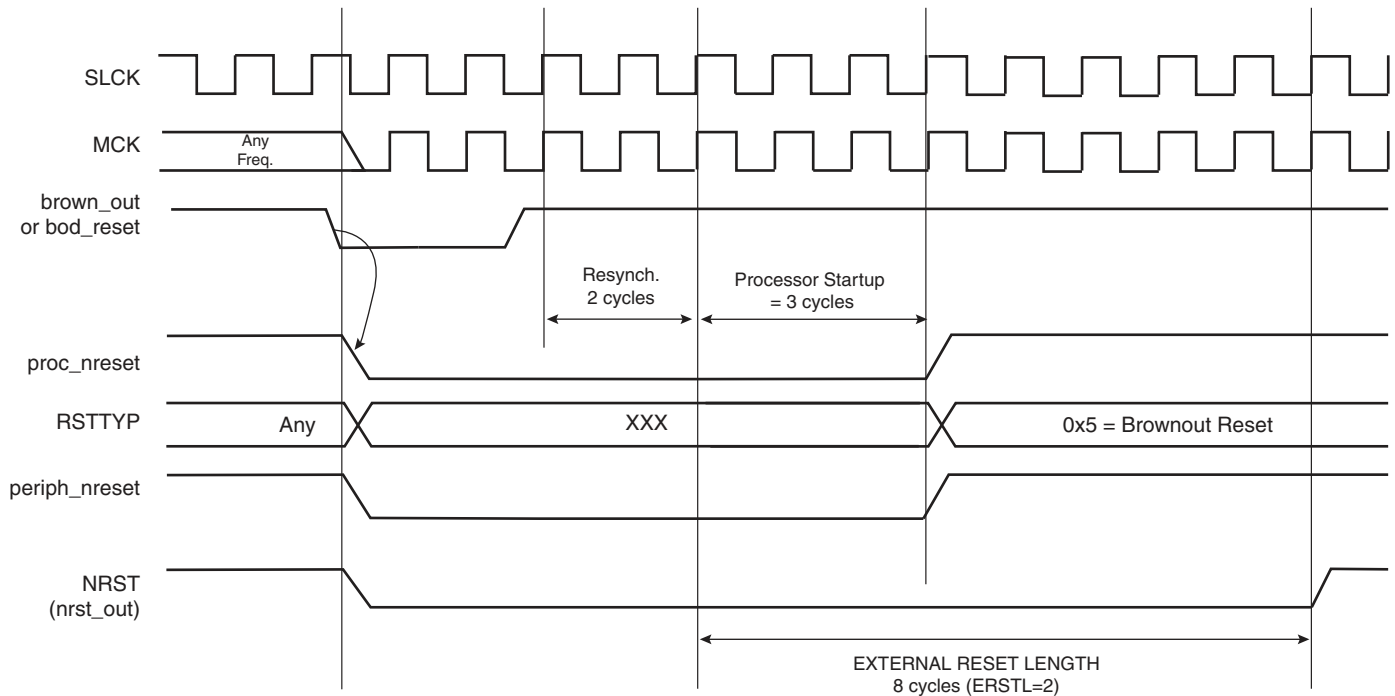 SLCK
MCK
Any
Freq.
brown_out
or bod_reset
Resynch.
2 cycles
Processor Startup
= 3 cycles
proc_nreset
RSTTYP
Any
XXX
0x5 = Brownout Reset
periph_nreset
NRST
(nrst_out)
EXTERNAL RESET LENGTH
8 cycles (ERSTL=2)